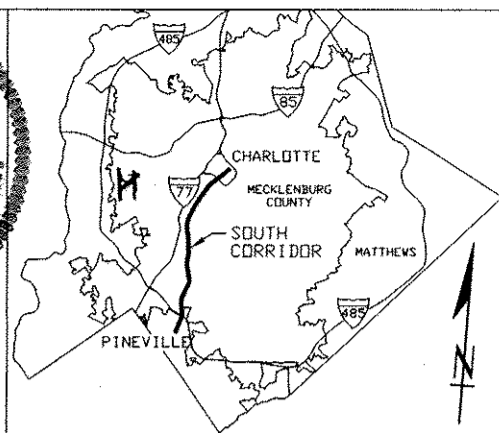 485
85
CHARLOTTE
77
MECKLENBURG
COUNTY
SOUTH
CORRIDOR
MATTHEWS
485
PINEVILLE
N